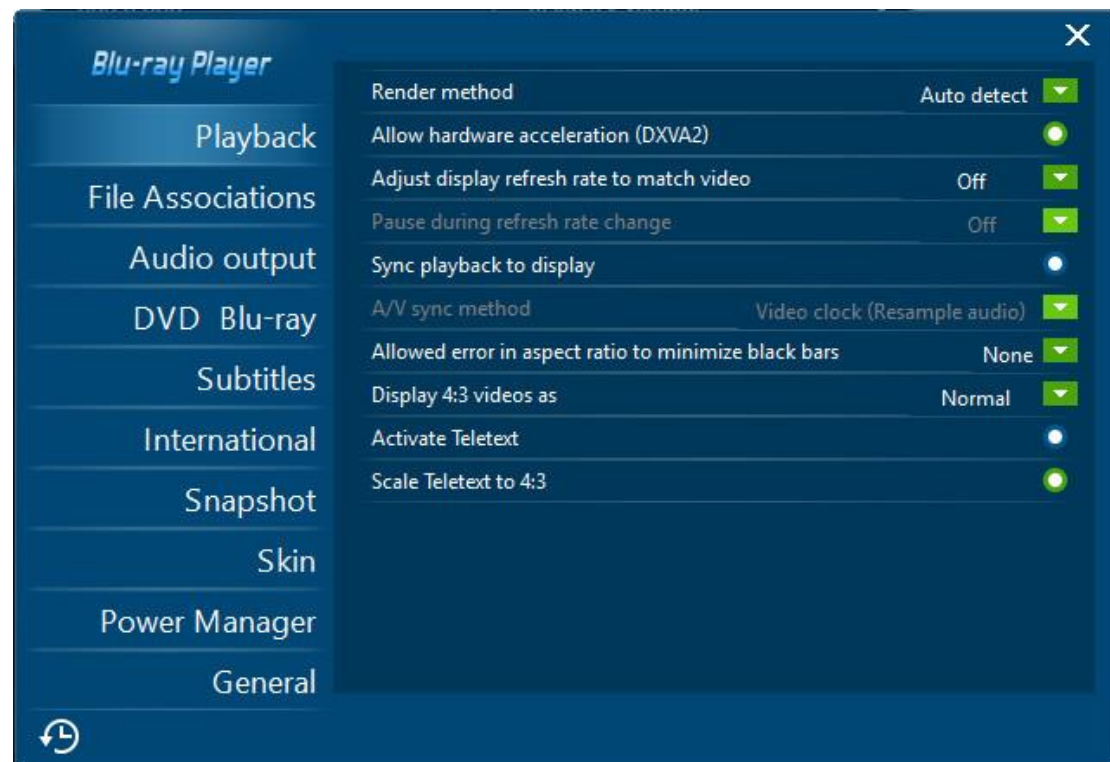 Blu-ray Player
Playback
File Associations
Audio output
DVD Blu-ray
Subtitles
International
Snapshot
Skin
Power Manager
General
Render method Auto detect
Allow hardware acceleration (DXVA2)
Adjust display refresh rate to match video Off
Pause during refresh rate change Off
Sync playback to display
A/V sync method Video clock (Resample audio)
Allowed error in aspect ratio to minimize black bars None
Display 4:3 videos as Normal
Activate Teletext
Scale Teletext to 4:3